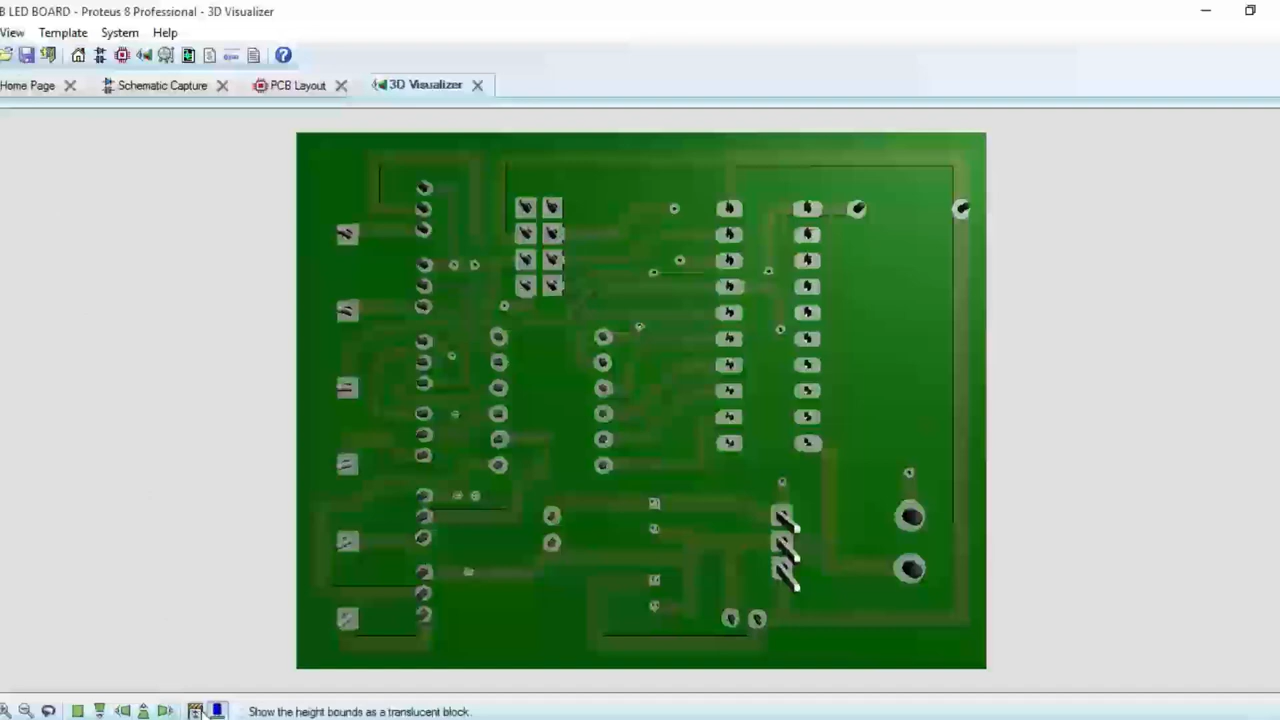 B LED BOARD - Proteus 8 Professional - 3D Visualizer
View Template System Help
Home Page Schematic Capture PCB Layout 3D Visualizer
Show the height bounds as a translucent block.